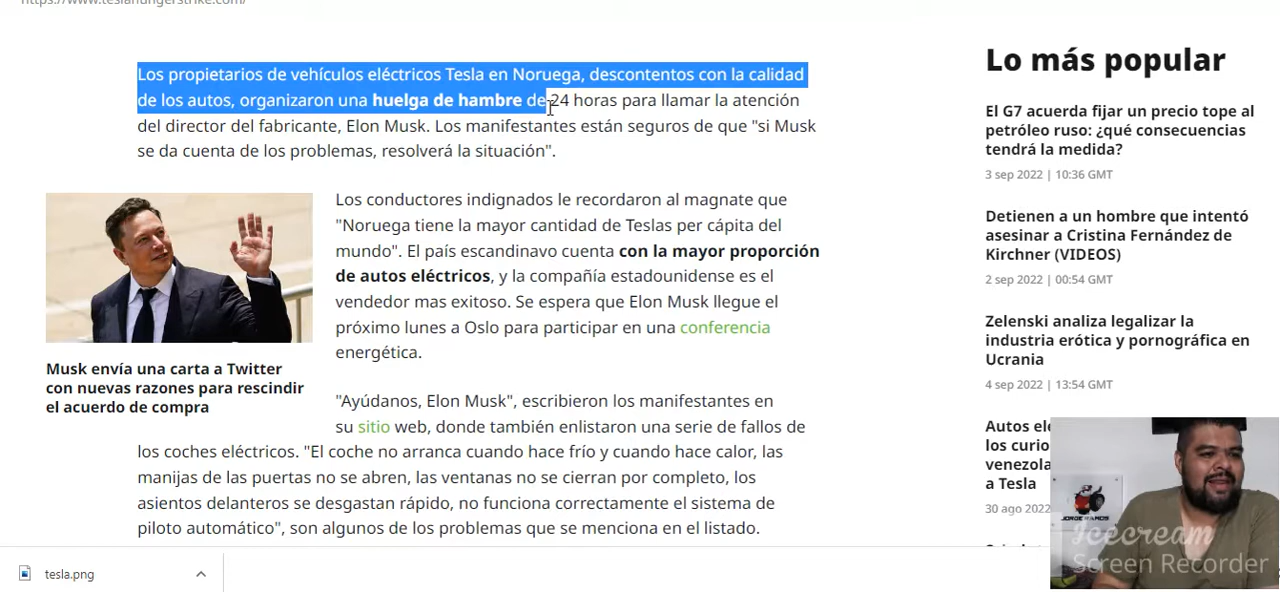 https://www.teslahungerstrike.com/
Los propietarios de vehículos eléctricos Tesla en Noruega, descontentos con la calidad
de los autos, organizaron una huelga de hambre de 24 horas para llamar la atención
del director del fabricante, Elon Musk. Los manifestantes están seguros de que "si Musk
se da cuenta de los problemas, resolverá la situación".
Los conductores indignados le recordaron al magnate que
"Noruega tiene la mayor cantidad de Teslas per cápita del
mundo". El país escandinavo cuenta con la mayor proporción
de autos eléctricos, y la compañía estadounidense es el
vendedor mas exitoso. Se espera que Elon Musk llegue el
próximo lunes a Oslo para participar en una conferencia
energética.
Musk envía una carta a Twitter
con nuevas razones para rescindir
el acuerdo de compra
"Ayúdanos, Elon Musk", escribieron los manifestantes en
su sitio web, donde también enlistaron una serie de fallos de
los coches eléctricos. "El coche no arranca cuando hace frío y cuando hace calor, las
manijas de las puertas no se abren, las ventanas no se cierran por completo, los
asientos delanteros se desgastan rápido, no funciona correctamente el sistema de
piloto automático", son algunos de los problemas que se menciona en el listado.
Lo más popular
El G7 acuerda fijar un precio tope al
petróleo ruso: ¿qué consecuencias
tendrá la medida?
3 sep 2022 | 10:36 GMT
Detienen a un hombre que intentó
asesinar a Cristina Fernández de
Kirchner (VIDEOS)
2 sep 2022 | 00:54 GMT
Zelenski analiza legalizar la
industria erótica y pornográfica en
Ucrania
4 sep 2022 | 13:54 GMT
Autos
los
venezola
a Tesla
30 ago 2022
JORGE RAMOS
Icecream
Screen Recorder
tesla.png